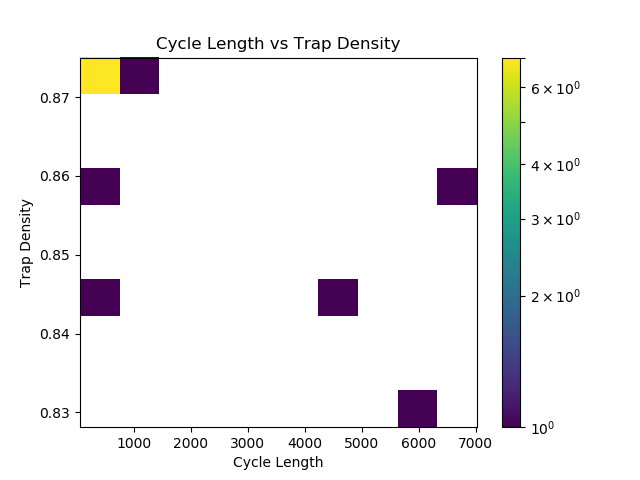 Cycle Length vs Trap Density
Trap Density
0.87
0.86
0.85
0.84
0.83
1000 2000 3000 4000 5000 6000 7000
Cycle Length
6 × 10⁰
4 × 10⁰
3 × 10⁰
2 × 10⁰
10⁰